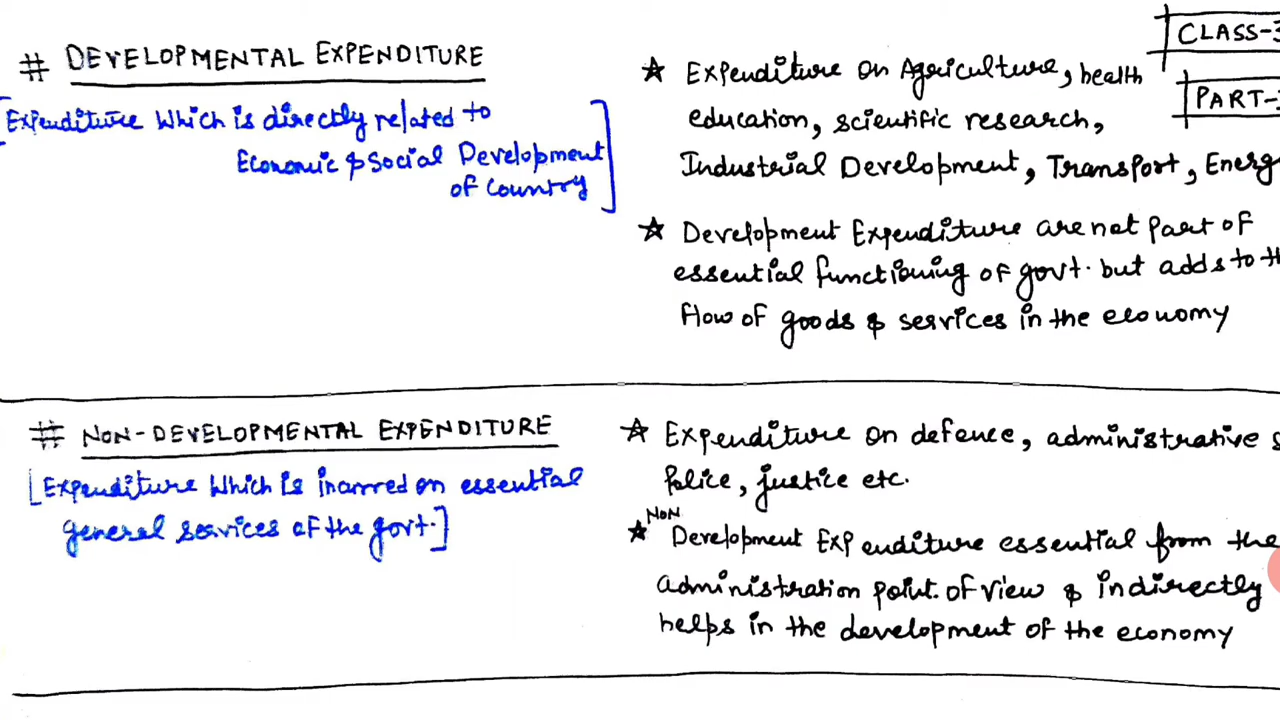 # DEVELOPMENTAL EXPENDITURE
[Expenditure which is directly related to
Economic & Social Development
of Country]
CLASS-3
PART-
☆ Expenditure on Agriculture, health
education, scientific research,
Industrial Development, Transport, Energ
☆ Development Expenditure are not part of
essential functioning of govt. but adds to th
flow of goods & services in the economy
# NON-DEVELOPMENTAL EXPENDITURE
[Expenditure which is incurred on essential
general services of the govt.]
☆ Expenditure on defence, administrative s
Police, justice etc.
☆ NON Development Expenditure essential from the
administration point of view & indirectly
helps in the development of the economy